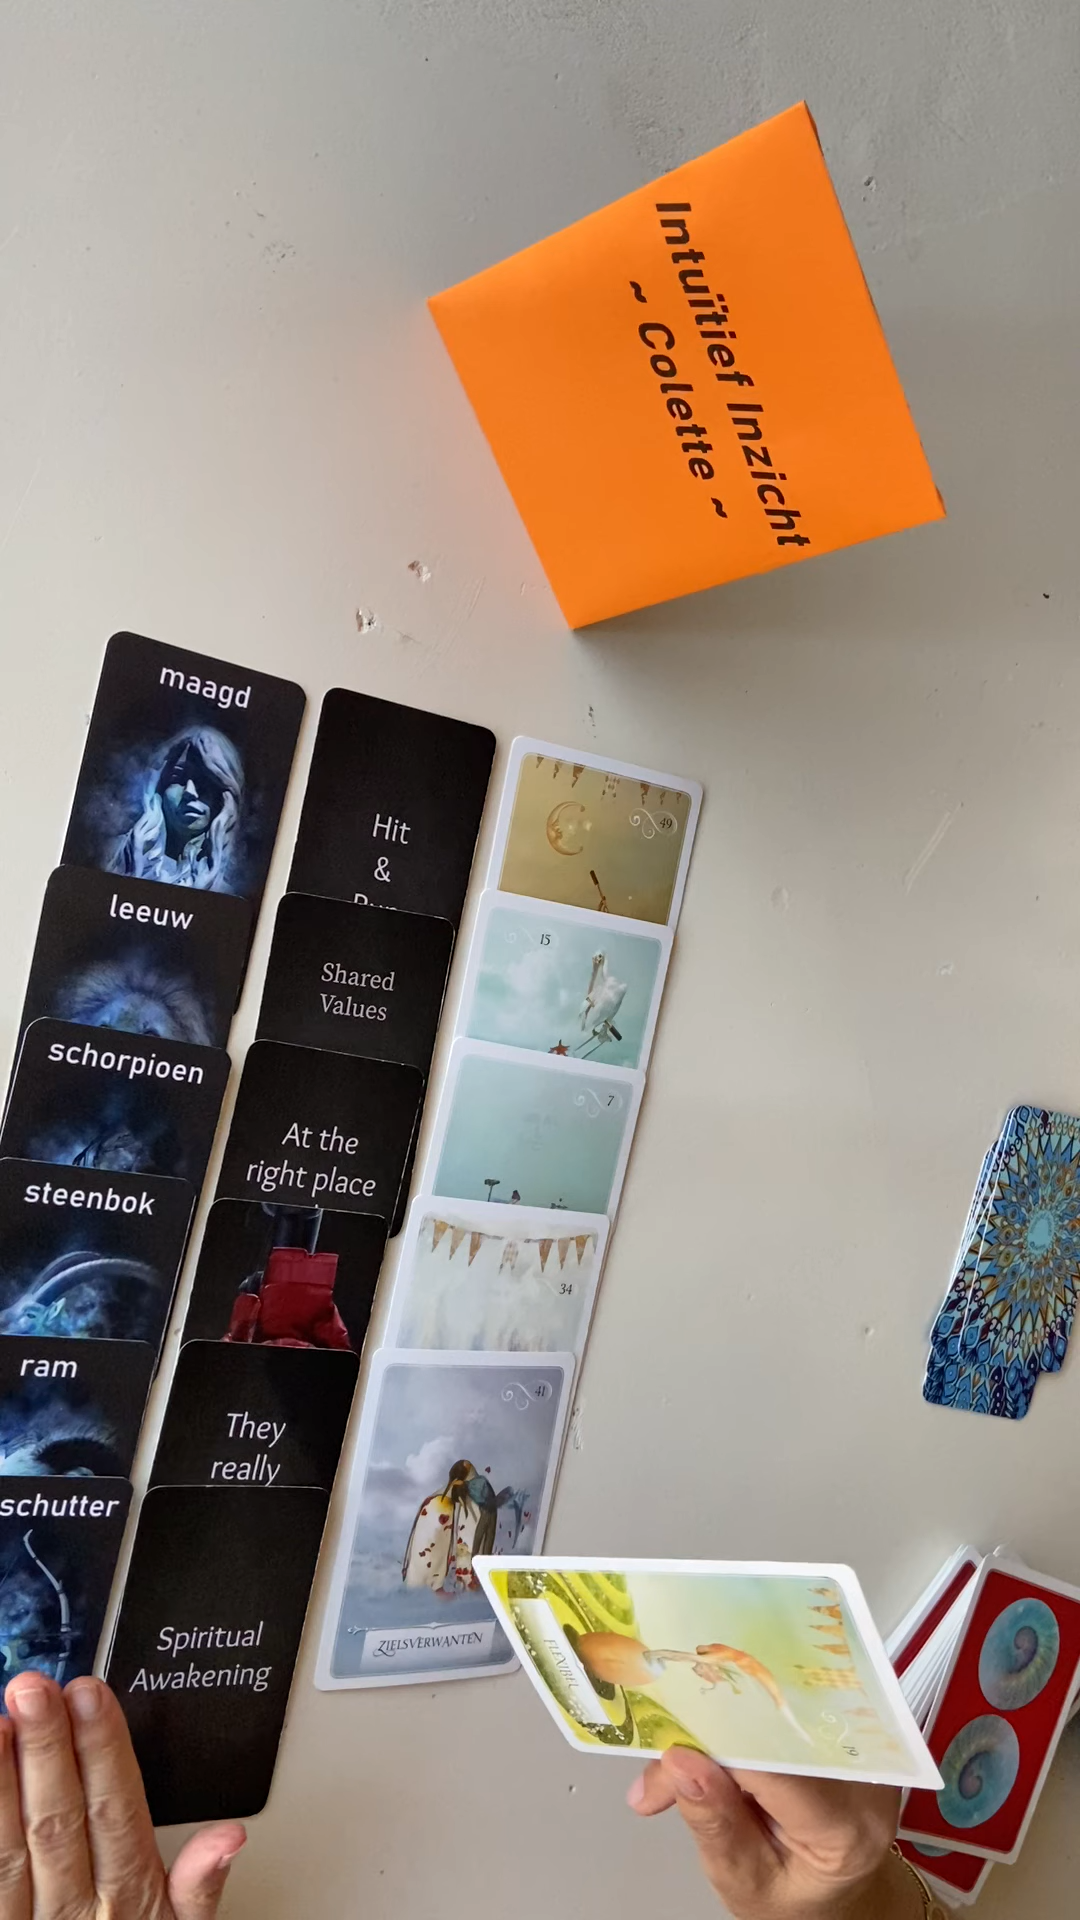 Intuïtief Inzicht
~ Colette ~
maagd
Hit
&
49
leeuw
Shared
Values
15
schorpioen
At the
right place
7
steenbok
34
ram
They
really
41
ZIELSVERWANTEN
schutter
Spiritual
Awakening
FLEXIBEL
19